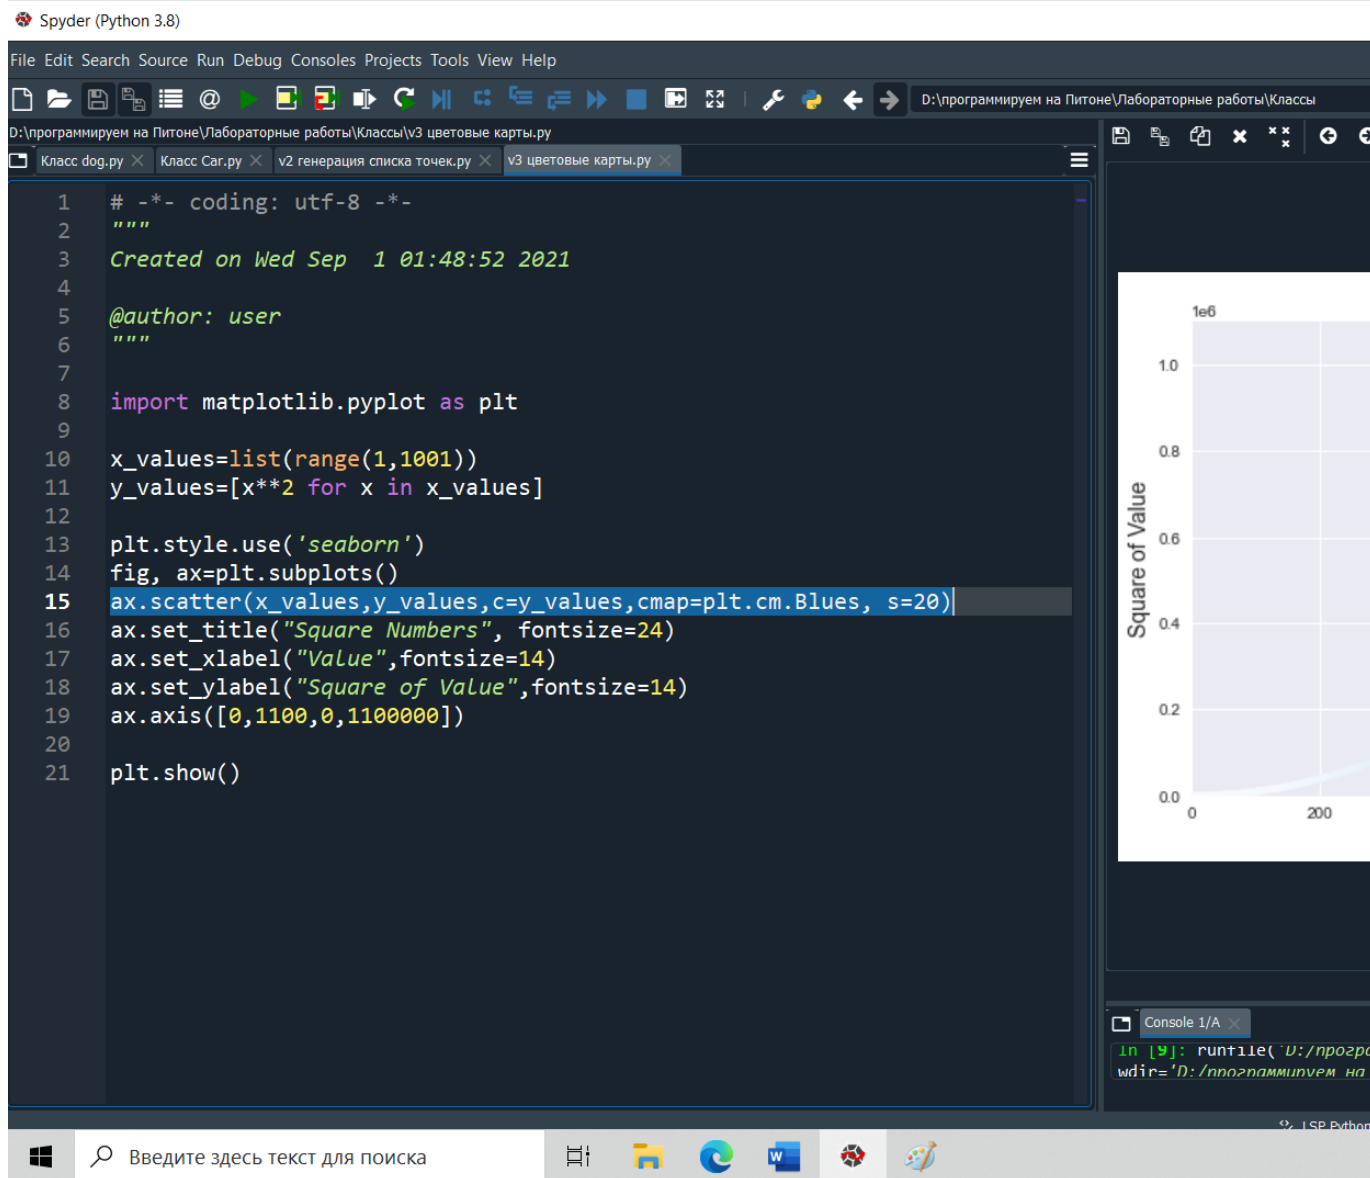 Spyder (Python 3.8)
File Edit Search Source Run Debug Consoles Projects Tools View Help
D:\программируем на Питоне\Лабораторные работы\Классы
D:\программируем на Питоне\Лабораторные работы\Классы\v3 цветовые карты.py
Класс dog.py Класс Car.py v2 генерация списка точек.py v3 цветовые карты.py
1 # -*- coding: utf-8 -*-
2 """
3 Created on Wed Sep  1 01:48:52 2021
4
5 @author: user
6 """
7
8 import matplotlib.pyplot as plt
9
10 x_values=list(range(1,1001))
11 y_values=[x**2 for x in x_values]
12
13 plt.style.use('seaborn')
14 fig, ax=plt.subplots()
15 ax.scatter(x_values,y_values,c=y_values,cmap=plt.cm.Blues, s=20)
16 ax.set_title("Square Numbers", fontsize=24)
17 ax.set_xlabel("Value",fontsize=14)
18 ax.set_ylabel("Square of Value",fontsize=14)
19 ax.axis([0,1100,0,1100000])
20
21 plt.show()
1e6
1.0
0.8
0.6
0.4
0.2
0.0
Square of Value
0 200
Console 1/A
In [9]: runfile('D:/програ
wdir='D:/программируем на
LSP Python
Введите здесь текст для поиска